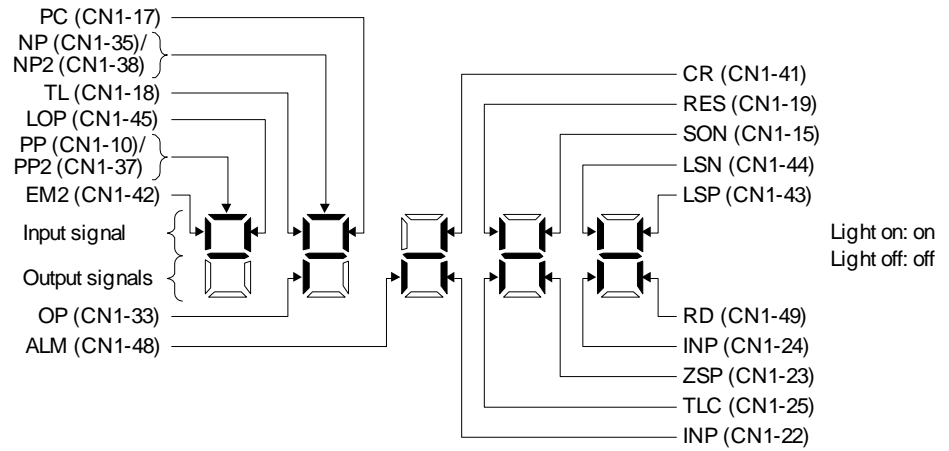 PC (CN1-17)
NP (CN1-35)/
NP2 (CN1-38)
TL (CN1-18)
LOP (CN1-45)
PP (CN1-10)/
PP2 (CN1-37)
EM2 (CN1-42)
Input signal
Output signals
OP (CN1-33)
ALM (CN1-48)
CR (CN1-41)
RES (CN1-19)
SON (CN1-15)
LSN (CN1-44)
LSP (CN1-43)
Light on: on
Light off: off
RD (CN1-49)
INP (CN1-24)
ZSP (CN1-23)
TLC (CN1-25)
INP (CN1-22)